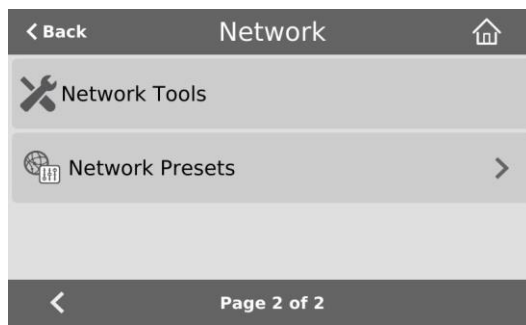 Back
Network
Network Tools
Network Presets
Page 2 of 2